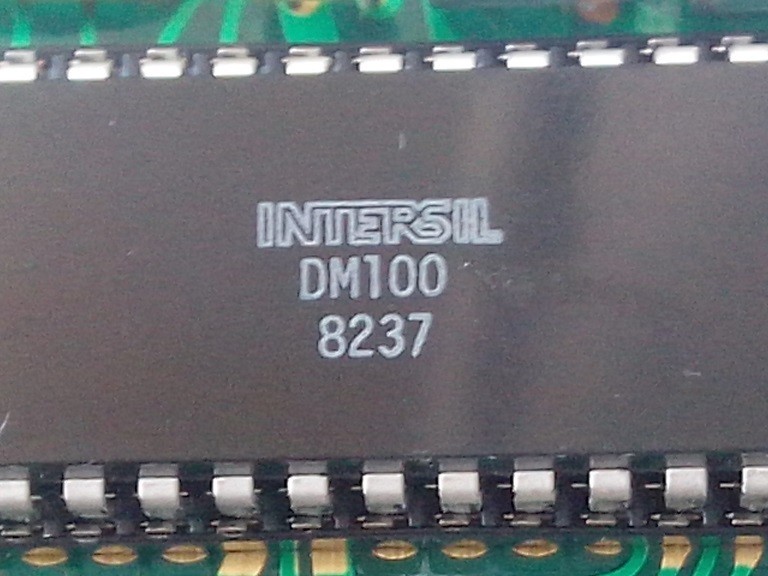 INTERSIL
DM100
8237